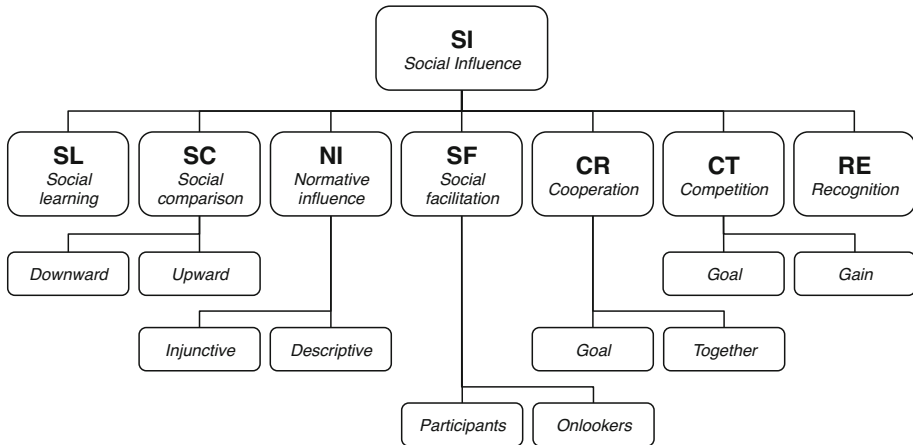 SI
Social Influence
SL
Social
learning
SC
Social
comparison
NI
Normative
influence
SF
Social
facilitation
CR
Cooperation
CT
Competition
RE
Recognition
Downward
Upward
Goal
Gain
Injunctive
Descriptive
Goal
Together
Participants
Onlookers